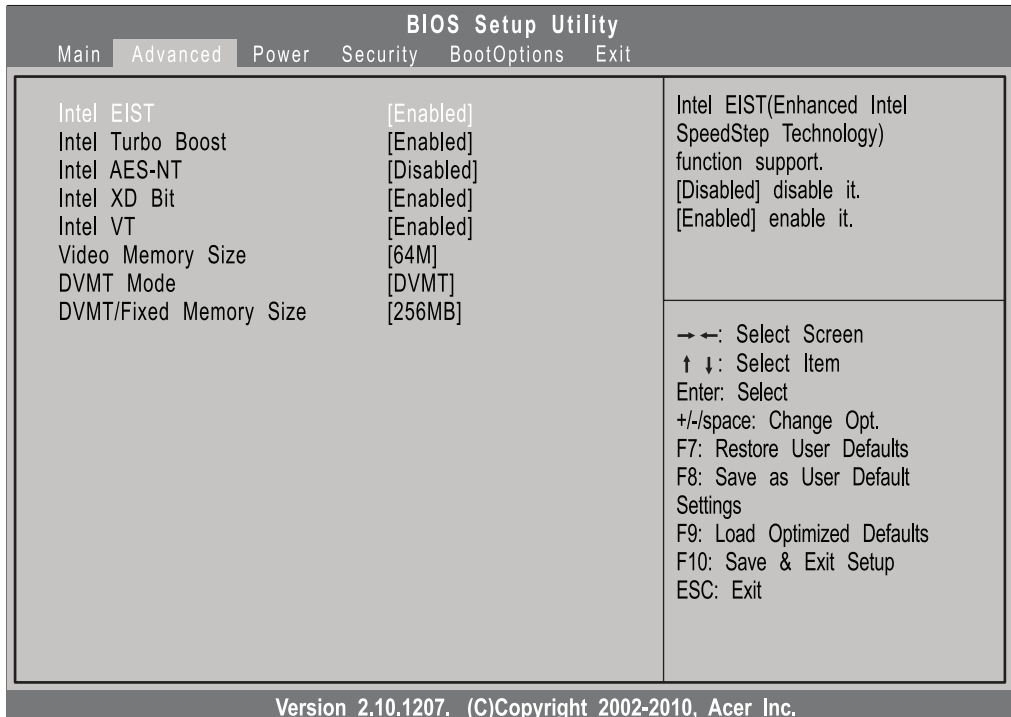 BIOS Setup Utility
Main Advanced Power Security BootOptions Exit
Intel EIST [Enabled]
Intel Turbo Boost [Enabled]
Intel AES-NT [Disabled]
Intel XD Bit [Enabled]
Intel VT [Enabled]
Video Memory Size [64M]
DVMT Mode [DVMT]
DVMT/Fixed Memory Size [256MB]
Intel EIST(Enhanced Intel
SpeedStep Technology)
function support.
[Disabled] disable it.
[Enabled] enable it.
→←: Select Screen
↑ ↓: Select Item
Enter: Select
+/-/space: Change Opt.
F7: Restore User Defaults
F8: Save as User Default
Settings
F9: Load Optimized Defaults
F10: Save & Exit Setup
ESC: Exit
Version 2.10.1207. (C)Copyright 2002-2010, Acer Inc.